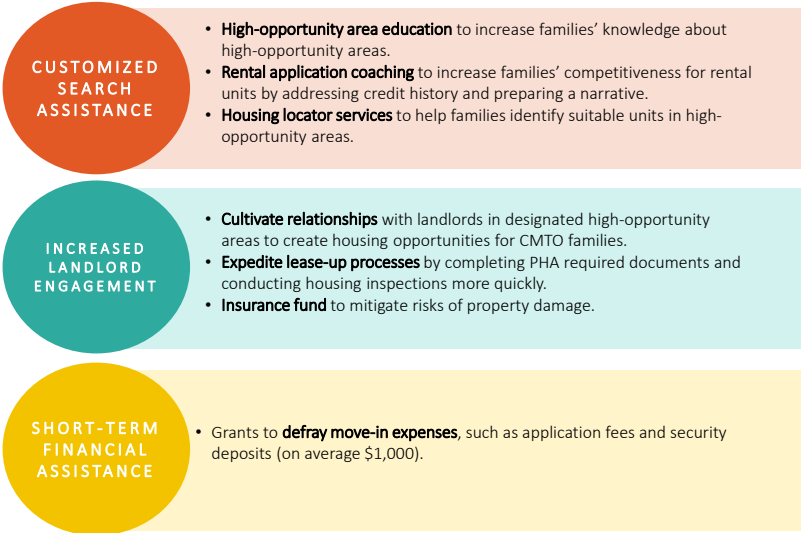 CUSTOMIZED
SEARCH
ASSISTANCE
• High-opportunity area education to increase families’ knowledge about
high-opportunity areas.
• Rental application coaching to increase families’ competitiveness for rental
units by addressing credit history and preparing a narrative.
• Housing locator services to help families identify suitable units in high-
opportunity areas.
INCREASED
LANDLORD
ENGAGEMENT
• Cultivate relationships with landlords in designated high-opportunity
areas to create housing opportunities for CMTO families.
• Expedite lease-up processes by completing PHA required documents and
conducting housing inspections more quickly.
• Insurance fund to mitigate risks of property damage.
SHORT-TERM
FINANCIAL
ASSISTANCE
• Grants to defray move-in expenses, such as application fees and security
deposits (on average $1,000).